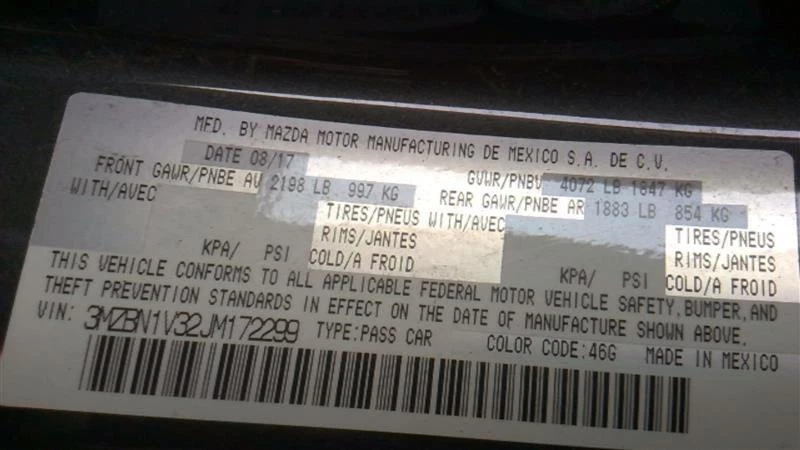 MFD. BY MAZDA MOTOR MANUFACTURING DE MEXICO S.A. DE C.V.
DATE 08/17 GVWR/PNBV 4072 LB 1847 KG
FRONT GAWR/PNBE AV 2198 LB 997 KG REAR GAWR/PNBE AR 1883 LB 854 KG
WITH/AVEC TIRES/PNEUS WITH/AVEC TIRES/PNEUS
RIMS/JANTES RIMS/JANTES
KPA/ PSI COLD/A FROID KPA/ PSI COLD/A FROID
THIS VEHICLE CONFORMS TO ALL APPLICABLE FEDERAL MOTOR VEHICLE SAFETY,BUMPER,AND
THEFT PREVENTION STANDARDS IN EFFECT ON THE DATE OF MANUFACTURE SHOWN ABOVE.
VIN: 3MZBN1V32JM172299 TYPE:PASS CAR COLOR CODE:46G MADE IN MEXICO